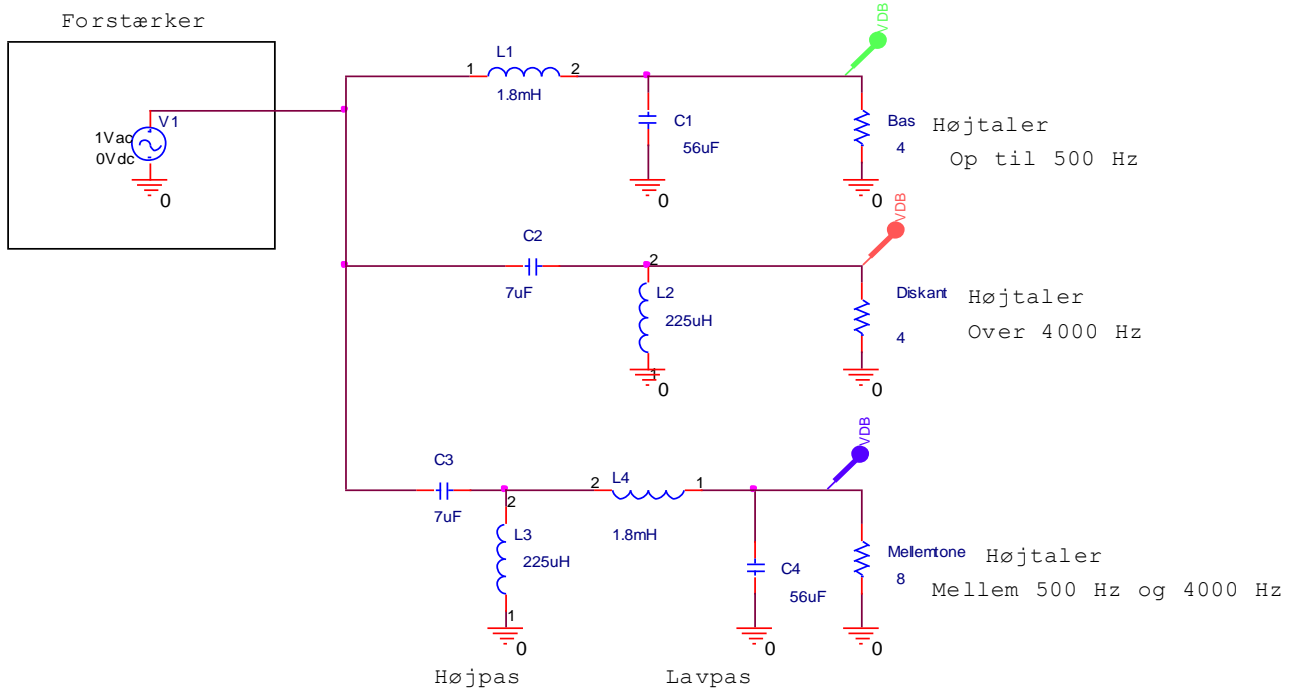 Forstærker
V1
1Vac
0Vdc
0
L1
1
2
1.8mH
C1
56uF
0
VDB
Bas
4
0
Højtaler
Op til 500 Hz
C2
7uF
2
L2
225uH
1
0
VDB
Diskant
4
0
Højtaler
Over 4000 Hz
C3
7uF
2
L3
225uH
1
0
L4
2
1
1.8mH
C4
56uF
0
VDB
Mellemtone
8
0
Højtaler
Mellem 500 Hz og 4000 Hz
Højpas
Lavpas